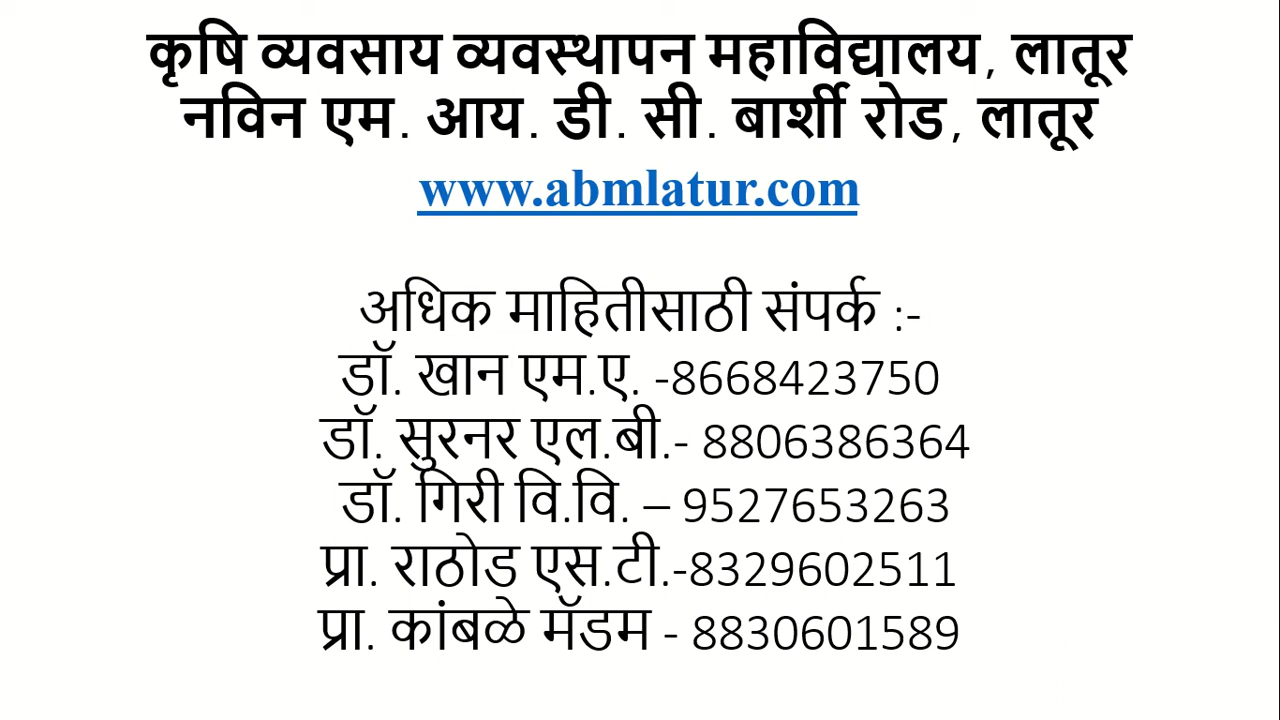 कृषि व्यवसाय व्यवस्थापन महाविद्यालय, लातूर
नविन एम. आय. डी. सी. बार्शी रोड, लातूर
www.abmlatur.com
अधिक माहितीसाठी संपर्क :-
डॉ. खान एम.ए. -8668423750
डॉ. सुरनर एल.बी.- 8806386364
डॉ. गिरी वि.वि. – 9527653263
प्रा. राठोड एस.टी.-8329602511
प्रा. कांबळे मॅडम - 8830601589